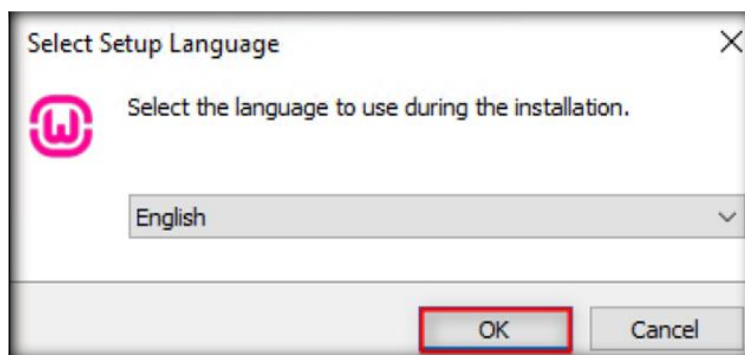 Select Setup Language
Select the language to use during the installation.
English
OK Cancel